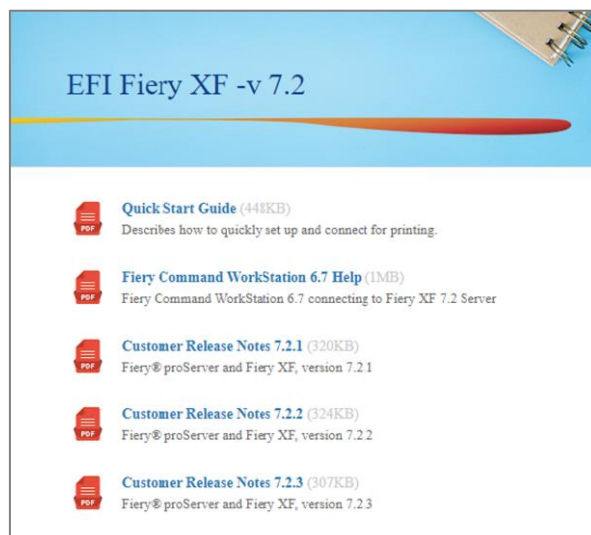 EFI Fiery XF -v 7.2
PDF
Quick Start Guide (448KB)
Describes how to quickly set up and connect for printing.
PDF
Fiery Command WorkStation 6.7 Help (1MB)
Fiery Command WorkStation 6.7 connecting to Fiery XF 7.2 Server
PDF
Customer Release Notes 7.2.1 (320KB)
Fiery® proServer and Fiery XF, version 7.2.1
PDF
Customer Release Notes 7.2.2 (324KB)
Fiery® proServer and Fiery XF, version 7.2.2
PDF
Customer Release Notes 7.2.3 (307KB)
Fiery® proServer and Fiery XF, version 7.2.3